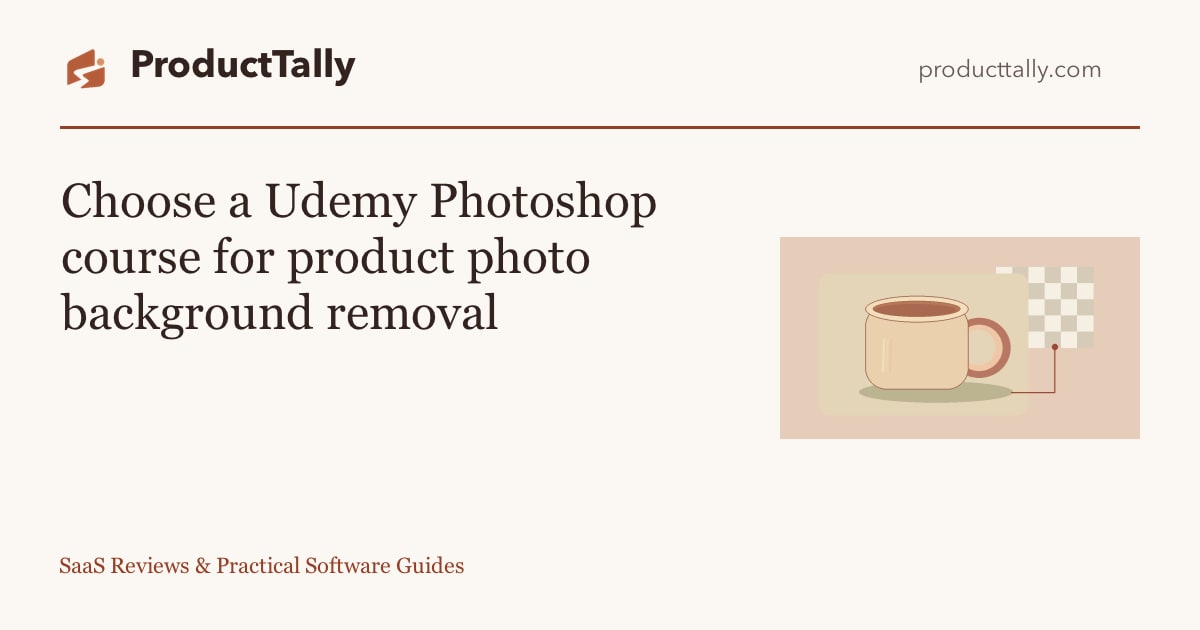 ProductTally
producttally.com
Choose a Udemy Photoshop
course for product photo
background removal
SaaS Reviews & Practical Software Guides